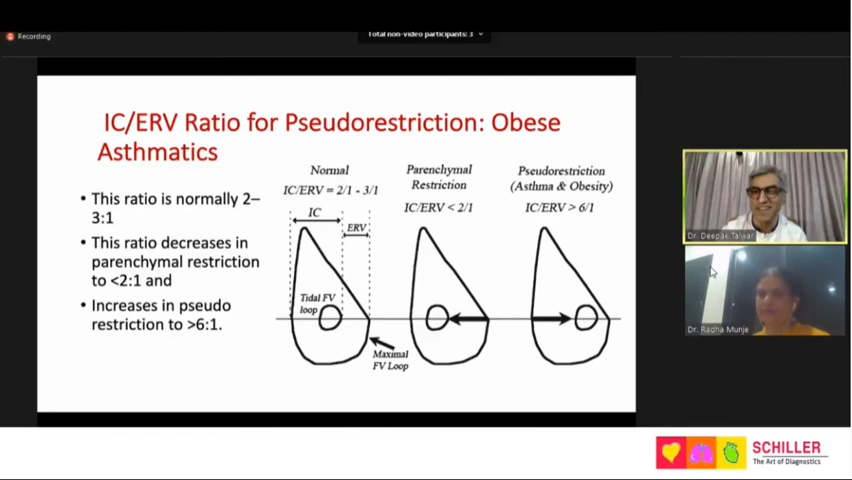 Recording
Total non-video participants: 3
IC/ERV Ratio for Pseudorestriction: Obese
Asthmatics
• This ratio is normally 2–
3:1
• This ratio decreases in
parenchymal restriction
to <2:1 and
• Increases in pseudo
restriction to >6:1.
Normal
IC/ERV = 2/1 - 3/1
IC
ERV
Tidal FV
loop
Maximal
FV Loop
Parenchymal
Restriction
IC/ERV < 2/1
Pseudorestriction
(Asthma & Obesity)
IC/ERV > 6/1
Dr. Deepak Talwar
Dr. Radha Munje
SCHILLER
The Art of Diagnostics